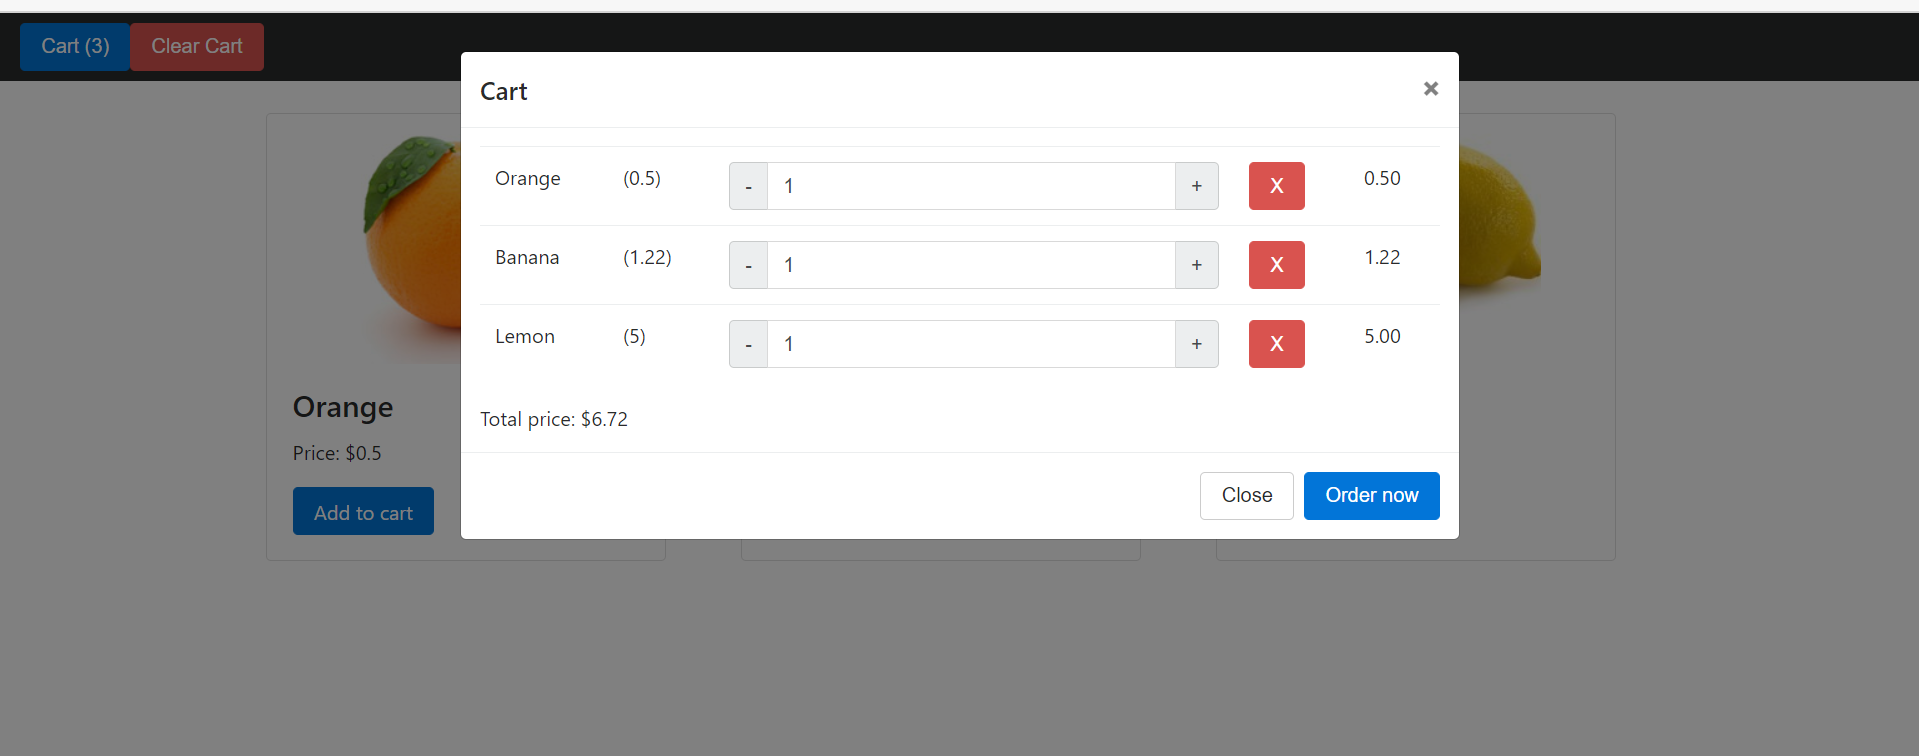 Cart (3) Clear Cart
Cart ×
Orange (0.5) - 1 + X 0.50
Banana (1.22) - 1 + X 1.22
Lemon (5) - 1 + X 5.00
Total price: $6.72
Close Order now
Orange
Price: $0.5
Add to cart